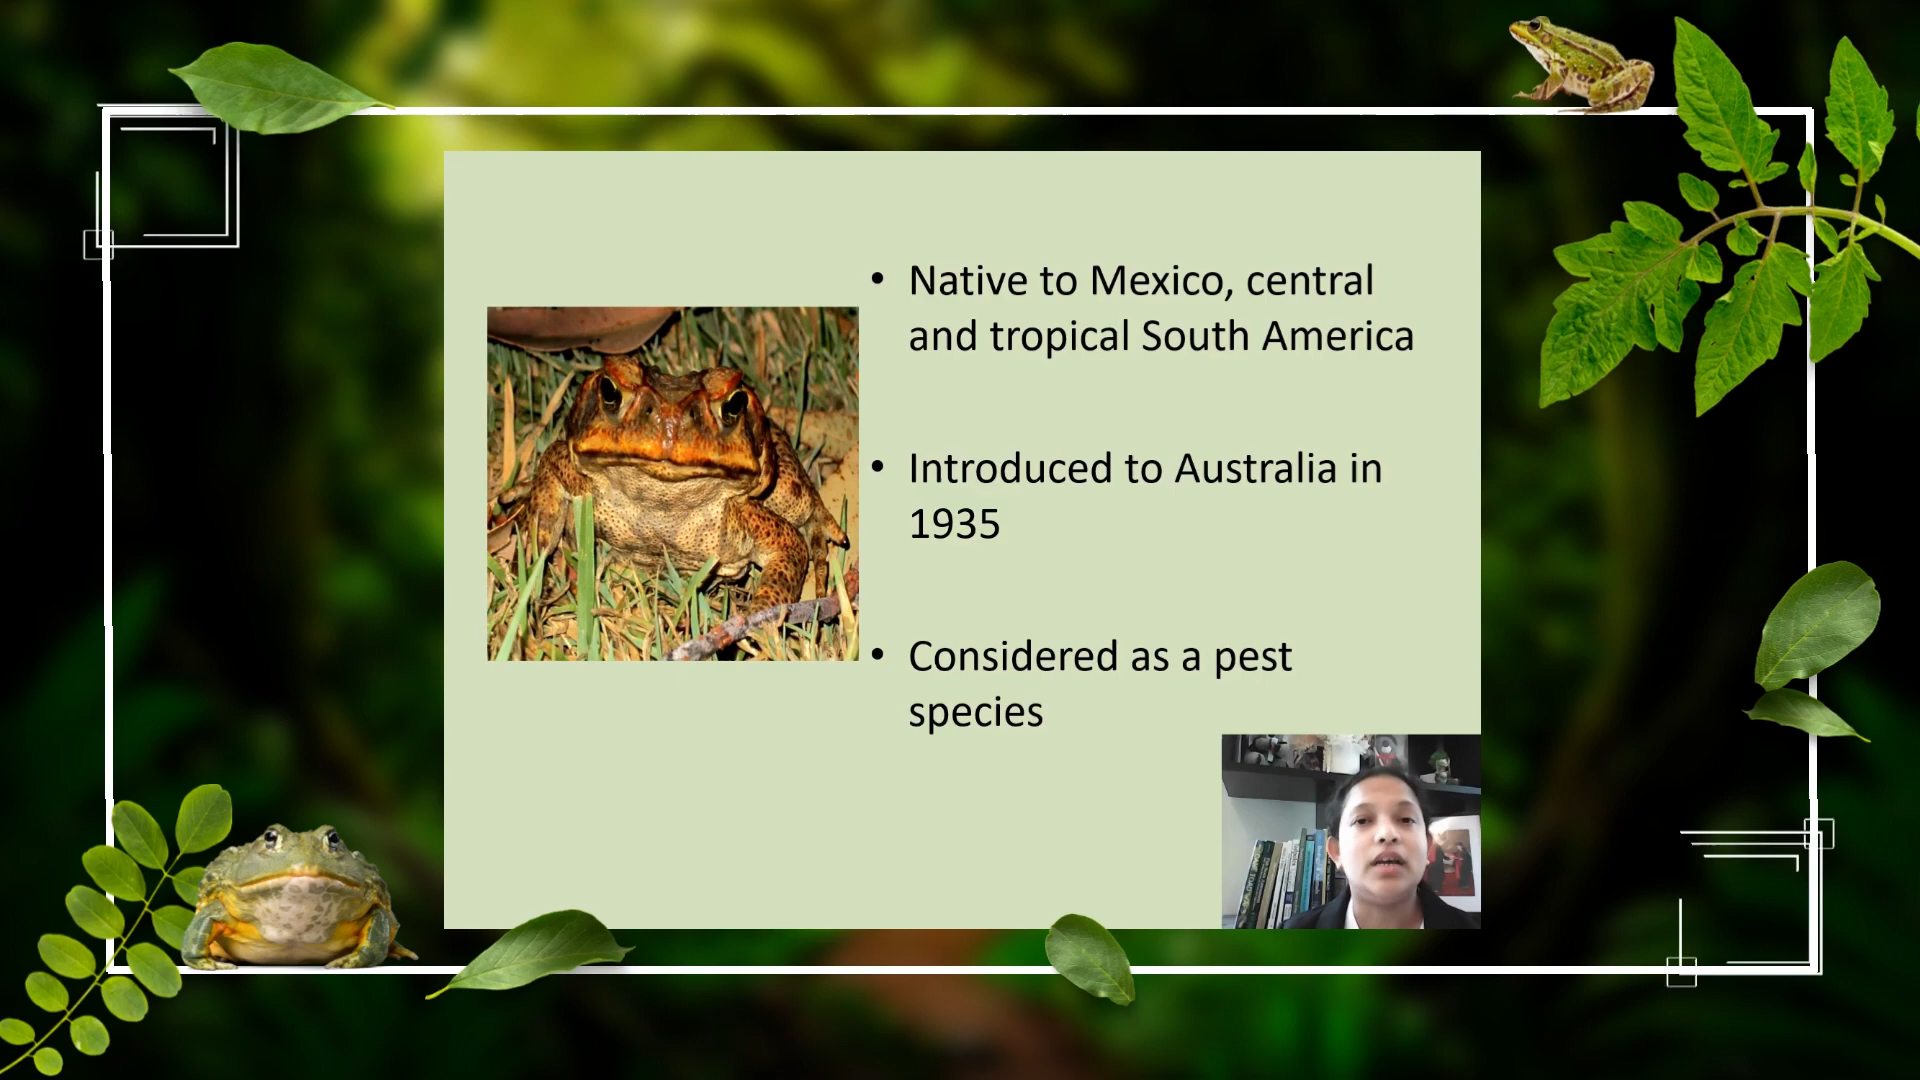 • Native to Mexico, central
and tropical South America
• Introduced to Australia in
1935
• Considered as a pest
species